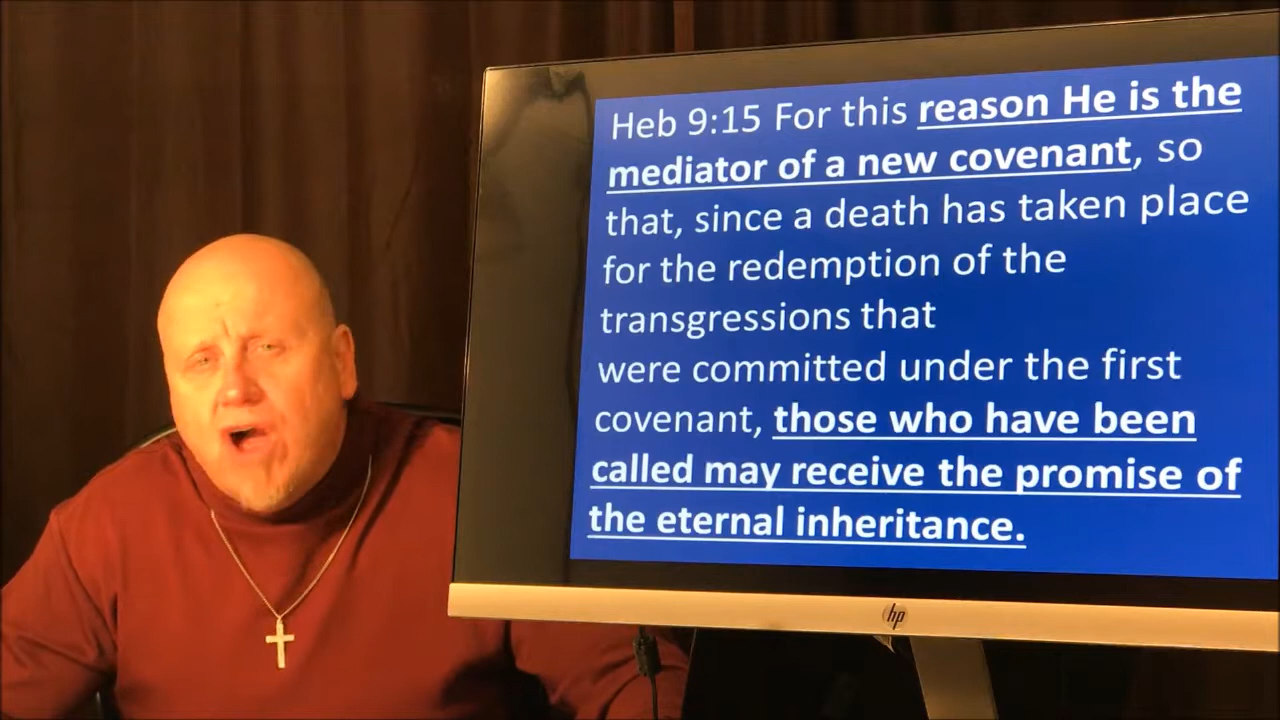 Heb 9:15 For this reason He is the
mediator of a new covenant, so
that, since a death has taken place
for the redemption of the
transgressions that
were committed under the first
covenant, those who have been
called may receive the promise of
the eternal inheritance.
hp